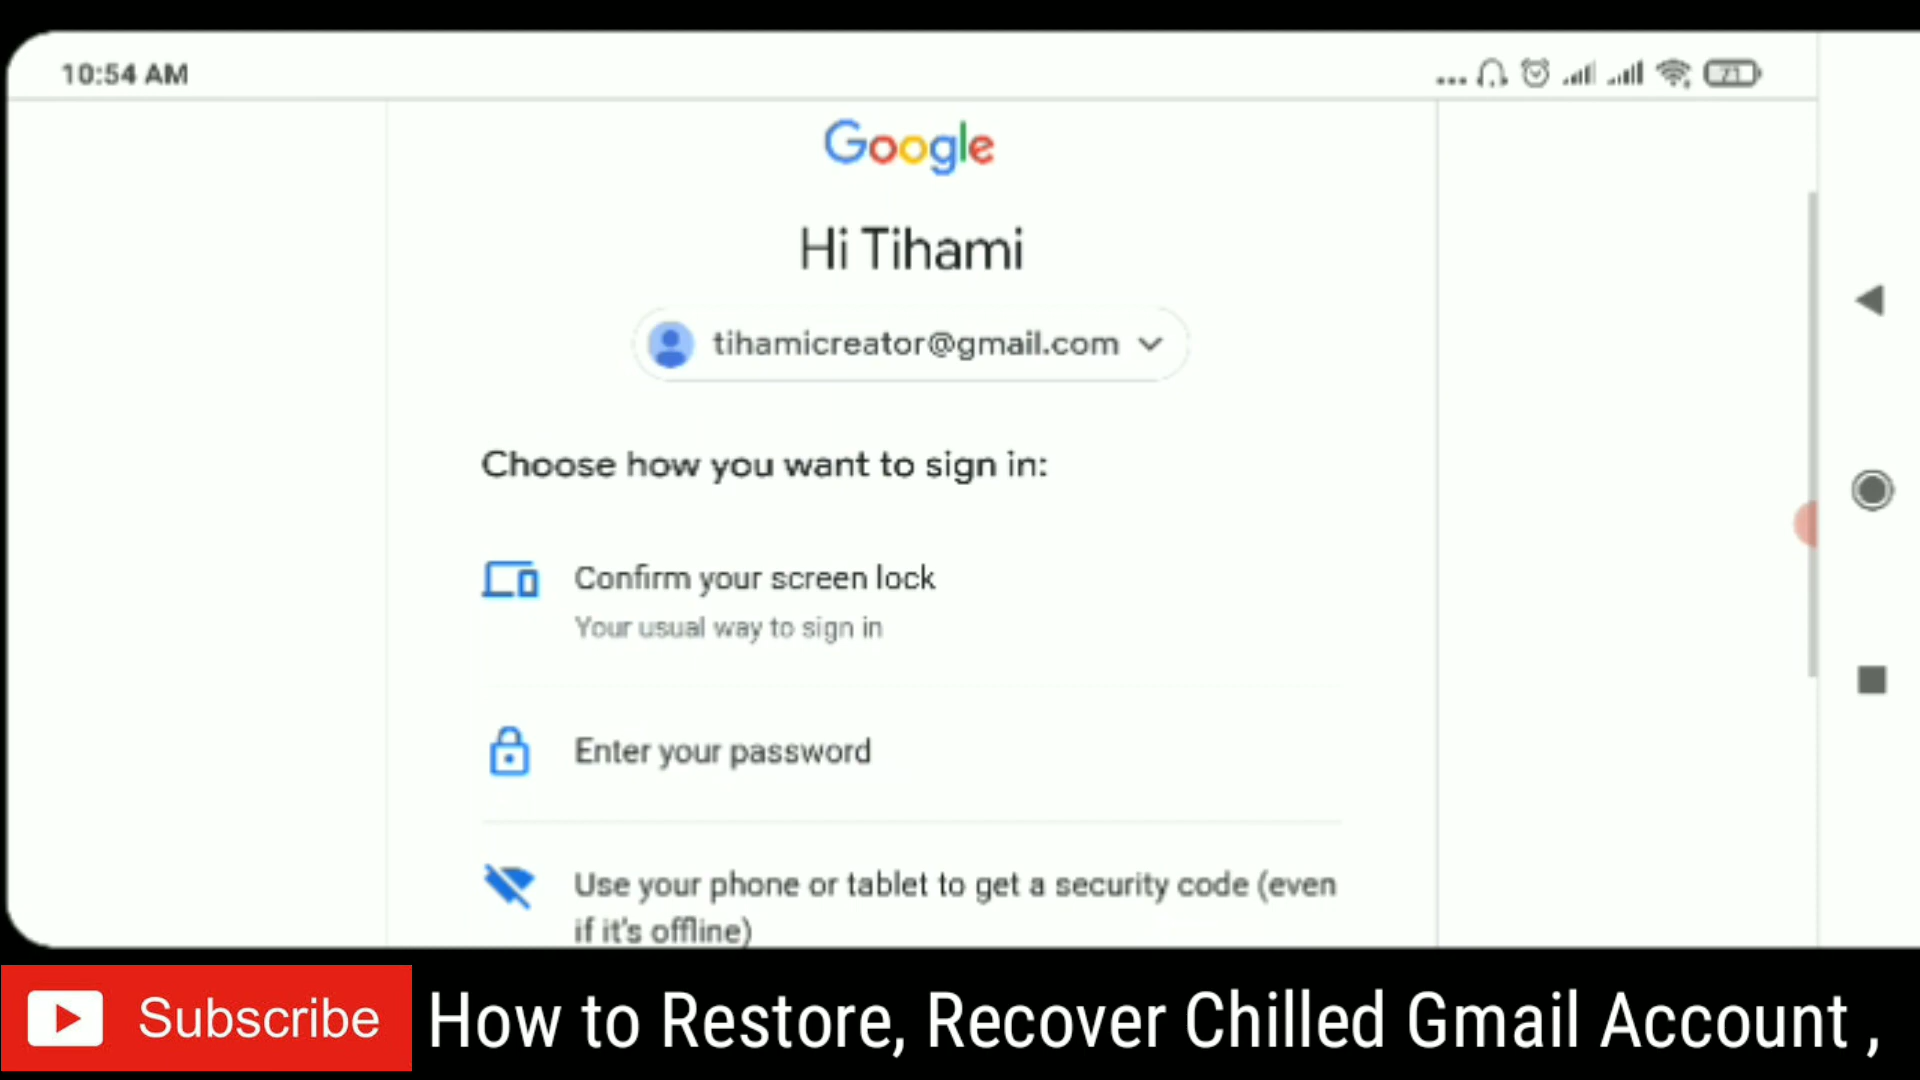 10:54 AM
71
Google
Hi Tihami
tihamicreator@gmail.com
Choose how you want to sign in:
Confirm your screen lock
Your usual way to sign in
Enter your password
Use your phone or tablet to get a security code (even
if it's offline)
Subscribe How to Restore, Recover Chilled Gmail Account ,